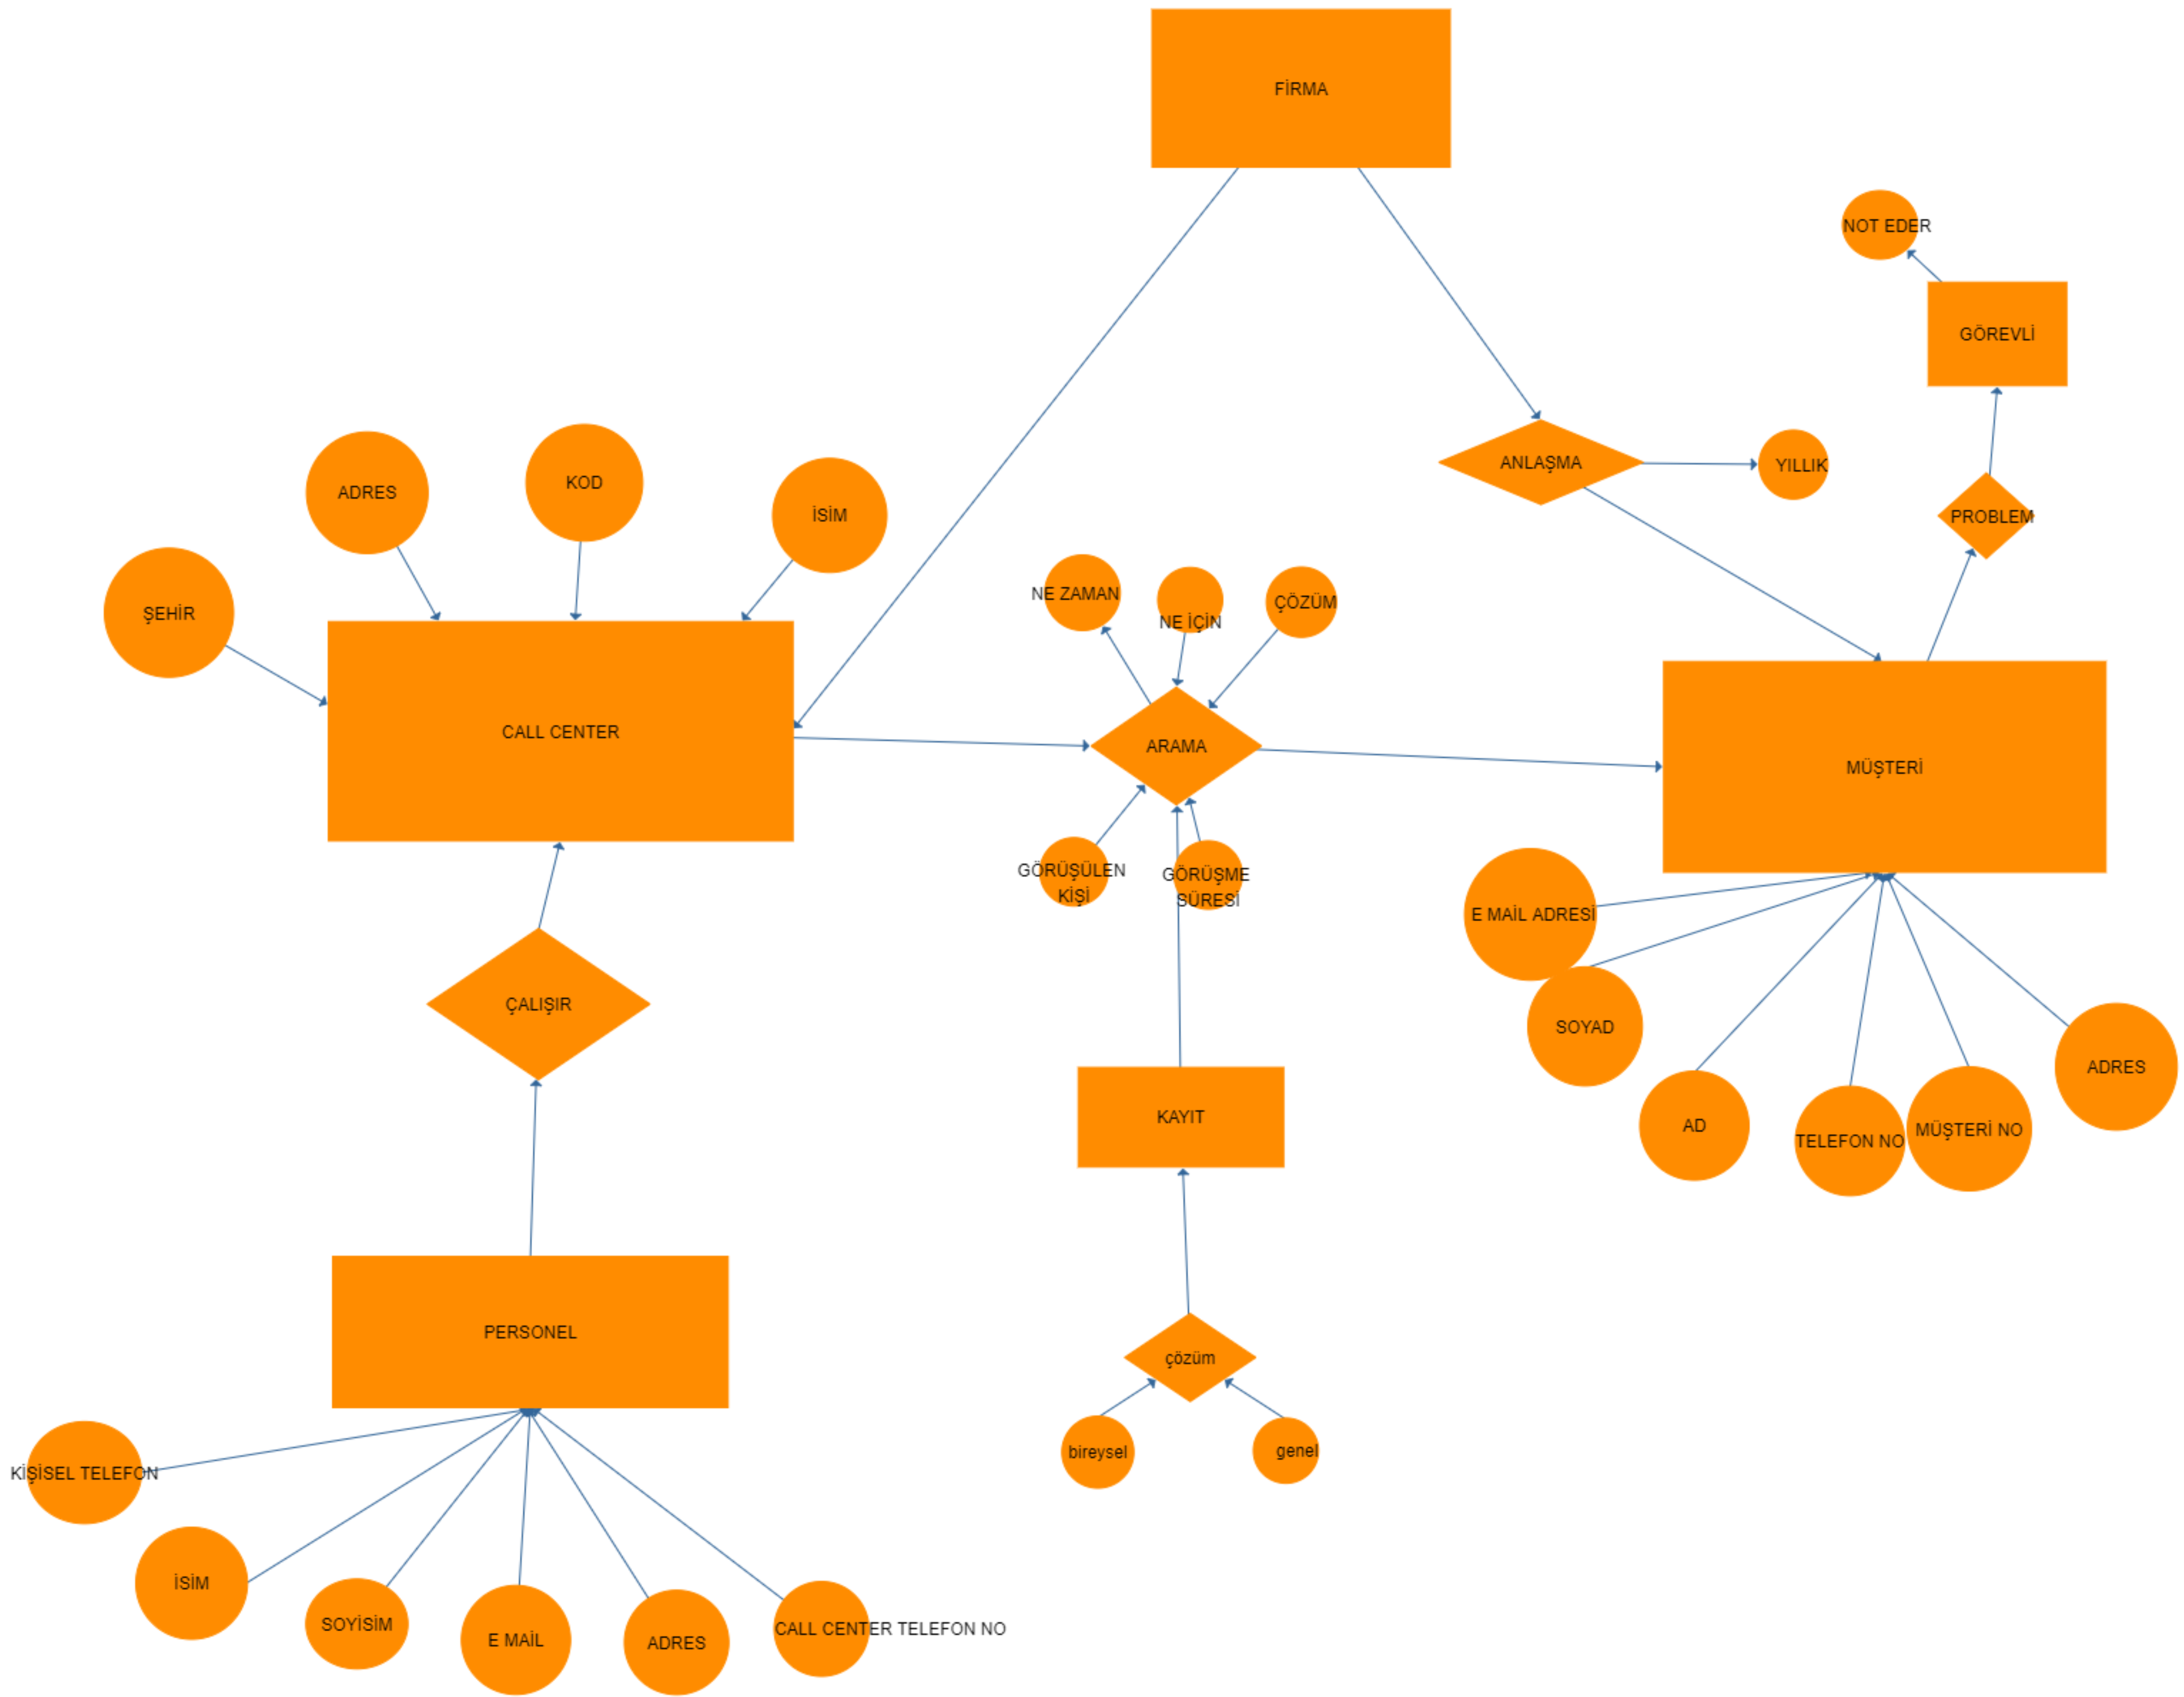 FİRMA
NOT EDER
GÖREVLİ
ANLAŞMA
YILLIK
PROBLEM
ADRES
KOD
İSİM
ŞEHİR
NE ZAMAN
NE İÇİN
ÇÖZÜM
CALL CENTER
ARAMA
MÜŞTERİ
GÖRÜŞÜLEN
KİŞİ
GÖRÜŞME
SÜRESİ
E MAİL ADRESİ
SOYAD
AD
TELEFON NO
MÜŞTERİ NO
ADRES
ÇALIŞIR
KAYIT
PERSONEL
çözüm
bireysel
genel
KİŞİSEL TELEFON
İSİM
SOYİSİM
E MAİL
ADRES
CALL CENTER TELEFON NO